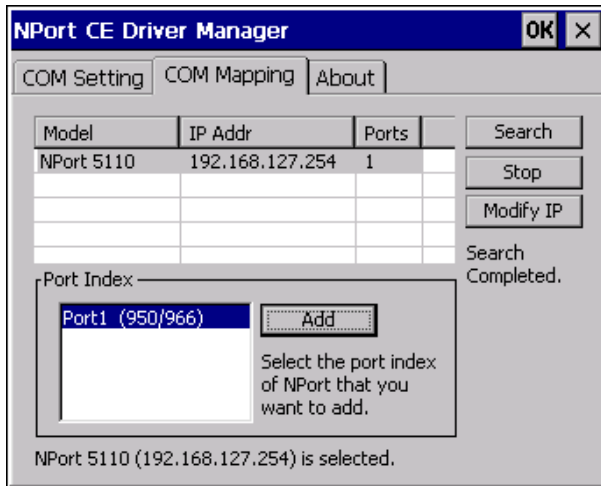 NPort CE Driver Manager OK ×
COM Setting COM Mapping About
Model IP Addr Ports Search
NPort 5110 192.168.127.254 1
Stop
Modify IP
Search
Completed.
Port Index
Port1 (950/966) Add
Select the port index
of NPort that you
want to add.
NPort 5110 (192.168.127.254) is selected.